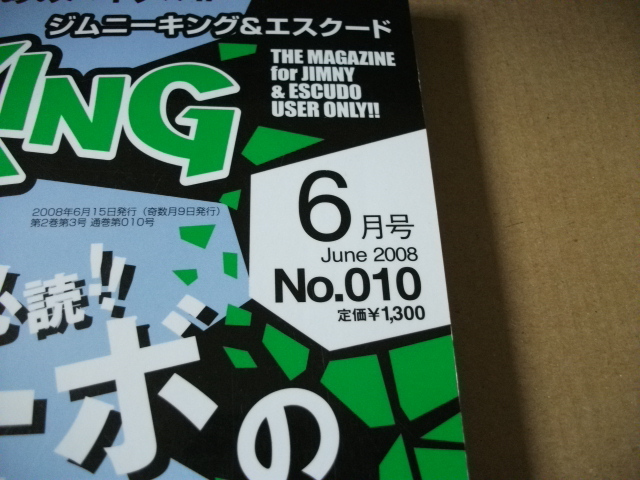 ジムニーキング&エスクード
THE MAGAZINE
for JIMNY
& ESCUDO
USER ONLY!!
KING
2008年6月15日発行(奇数月9日発行)
第2巻第3号 通巻第010号
6月号
June 2008
No.010
定価¥1,300
必読!!
ーボの